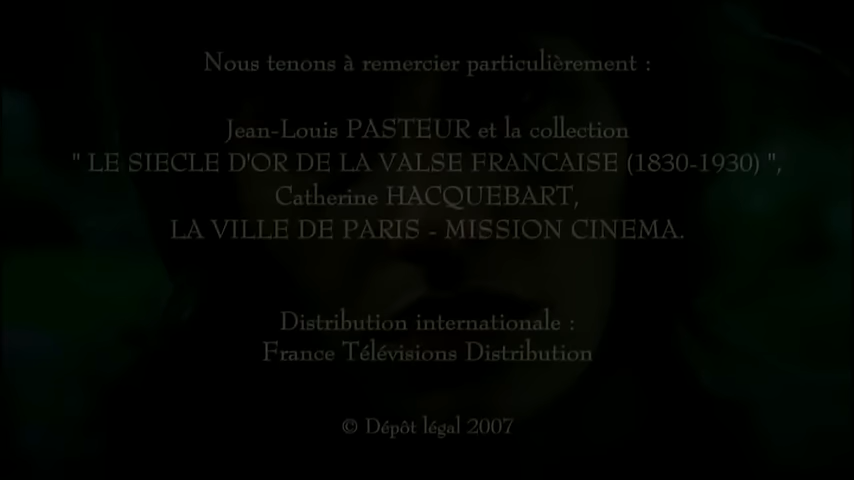 Nous tenons à remercier particulièrement :
Jean-Louis PASTEUR et la collection
" LE SIECLE D'OR DE LA VALSE FRANCAISE (1830-1930) ",
Catherine HACQUEBART,
LA VILLE DE PARIS - MISSION CINEMA.
Distribution internationale :
France Télévisions Distribution
© Dépôt légal 2007